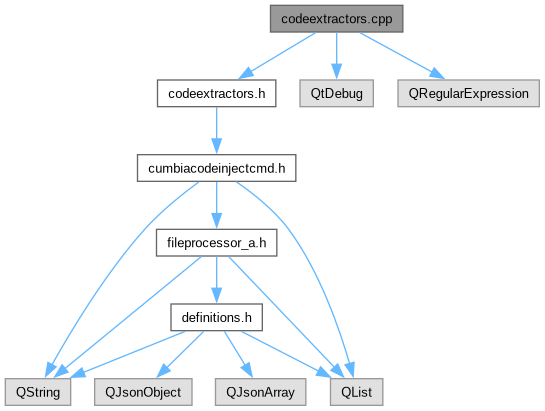 codeextractors.cpp
codeextractors.h
QtDebug
QRegularExpression
cumbiacodeinjectcmd.h
fileprocessor_a.h
definitions.h
QString
QJsonObject
QJsonArray
QList